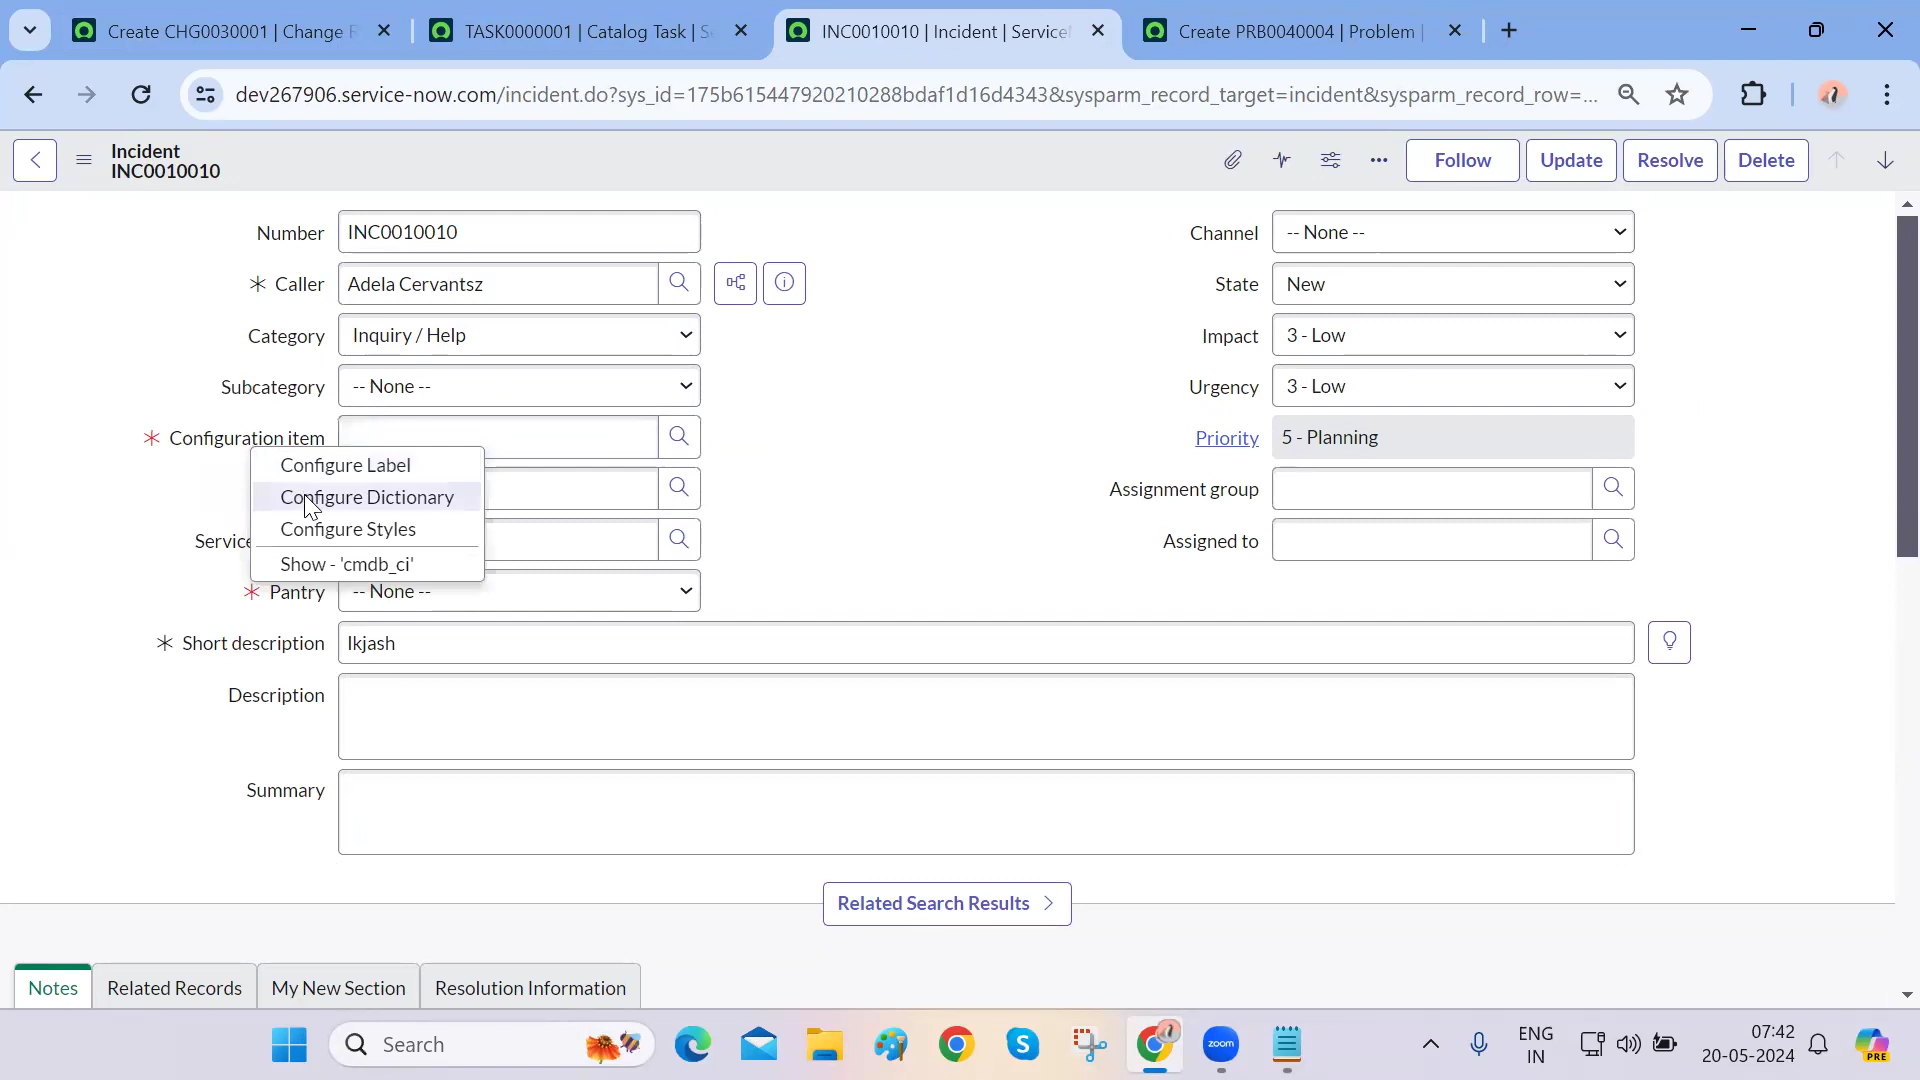 Create CHG0030001 | Change R
TASK0000001 | Catalog Task | S
INC0010010 | Incident | Service
Create PRB0040004 | Problem |
dev267906.service-now.com/incident.do?sys_id=175b615447920210288bdaf1d16d4343&sysparm_record_target=incident&sysparm_record_row=...
Incident
INC0010010
Follow
Update
Resolve
Delete
Number
INC0010010
Channel
-- None --
Caller
Adela Cervantsz
State
New
Category
Inquiry / Help
Impact
3 - Low
Subcategory
-- None --
Urgency
3 - Low
Configuration item
Priority
5 - Planning
Configure Label
Configure Dictionary
Configure Styles
Show - 'cmdb_ci'
Assignment group
Service
Assigned to
Pantry
-- None --
Short description
lkjash
Description
Summary
Related Search Results
Notes
Related Records
My New Section
Resolution Information
Search
zoom
ENG
IN
07:42
20-05-2024
PRE